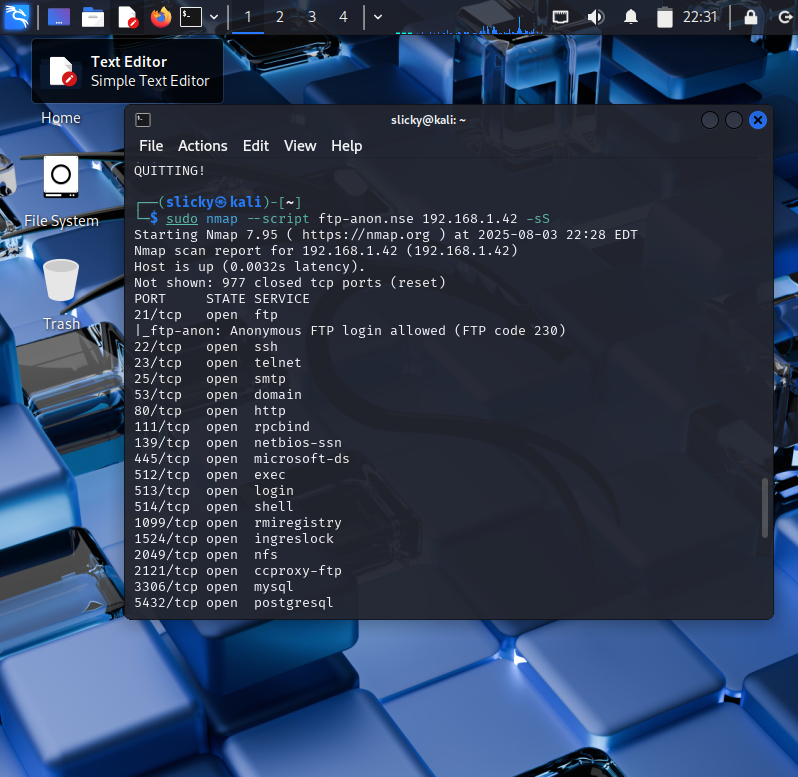 1 2 3 4
22:31
Text Editor
Simple Text Editor
Home
File System
Trash
slicky@kali: ~
File Actions Edit View Help
QUITTING!
┌──(slicky㉿kali)-[~]
└─$ sudo nmap --script ftp-anon.nse 192.168.1.42 -sS
Starting Nmap 7.95 ( https://nmap.org ) at 2025-08-03 22:28 EDT
Nmap scan report for 192.168.1.42 (192.168.1.42)
Host is up (0.0032s latency).
Not shown: 977 closed tcp ports (reset)
PORT     STATE SERVICE
21/tcp   open  ftp
|_ftp-anon: Anonymous FTP login allowed (FTP code 230)
22/tcp   open  ssh
23/tcp   open  telnet
25/tcp   open  smtp
53/tcp   open  domain
80/tcp   open  http
111/tcp  open  rpcbind
139/tcp  open  netbios-ssn
445/tcp  open  microsoft-ds
512/tcp  open  exec
513/tcp  open  login
514/tcp  open  shell
1099/tcp open  rmiregistry
1524/tcp open  ingreslock
2049/tcp open  nfs
2121/tcp open  ccproxy-ftp
3306/tcp open  mysql
5432/tcp open  postgresql